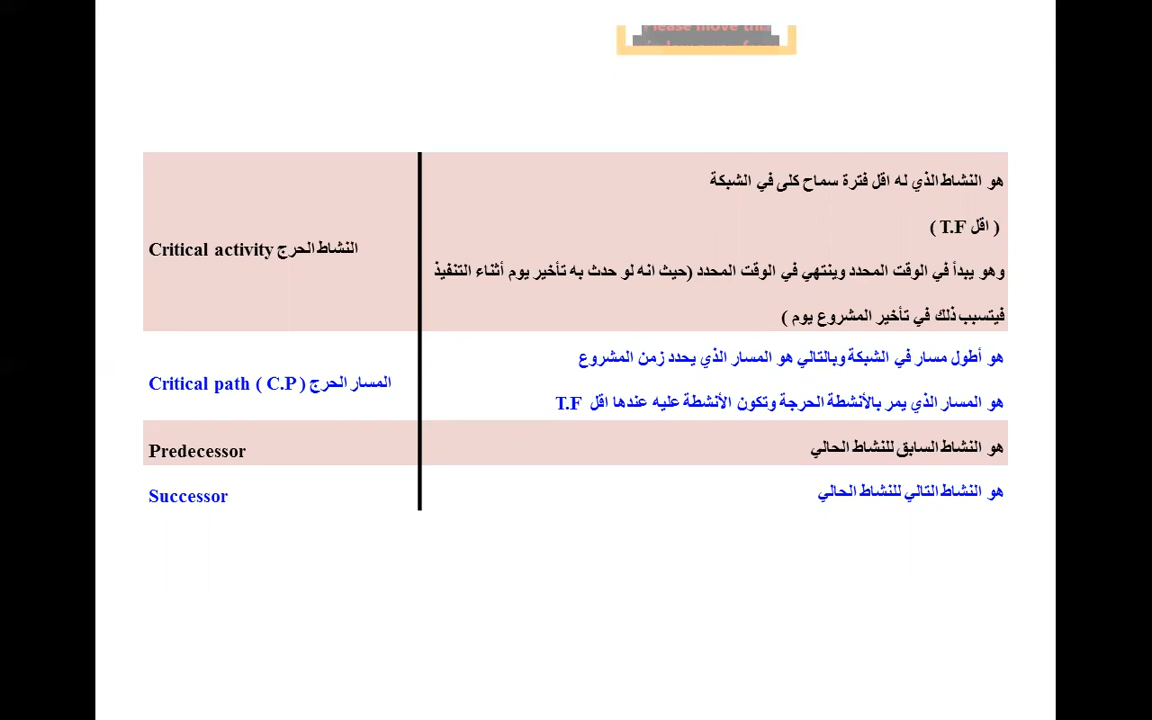 Please move this
النشاط الحرج Critical activity
هو النشاط الذي له اقل فترة سماح كلى في الشبكة
( اقل T.F )
وهو يبدأ في الوقت المحدد وينتهي في الوقت المحدد (حيث انه لو حدث به تأخير يوم أثناء التنفيذ
فيتسبب ذلك في تأخير المشروع يوم )
المسار الحرج Critical path ( C.P )
هو أطول مسار في الشبكة وبالتالي هو المسار الذي يحدد زمن المشروع
هو المسار الذي يمر بالأنشطة الحرجة وتكون الأنشطة عليه عندها اقل T.F
Predecessor
هو النشاط السابق للنشاط الحالي
Successor
هو النشاط التالي للنشاط الحالي